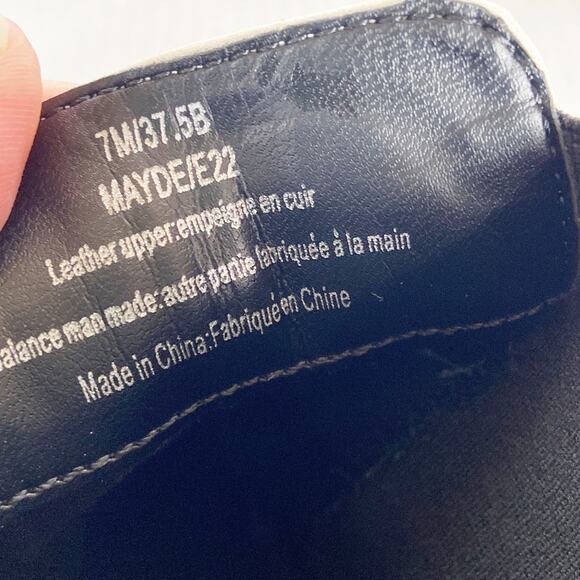 7M/37.5B
MAYDE/E22
Leather upper:empeigne en cuir
balance man made:autre partie fabriquée à la main
Made in China:Fabriqué en Chine